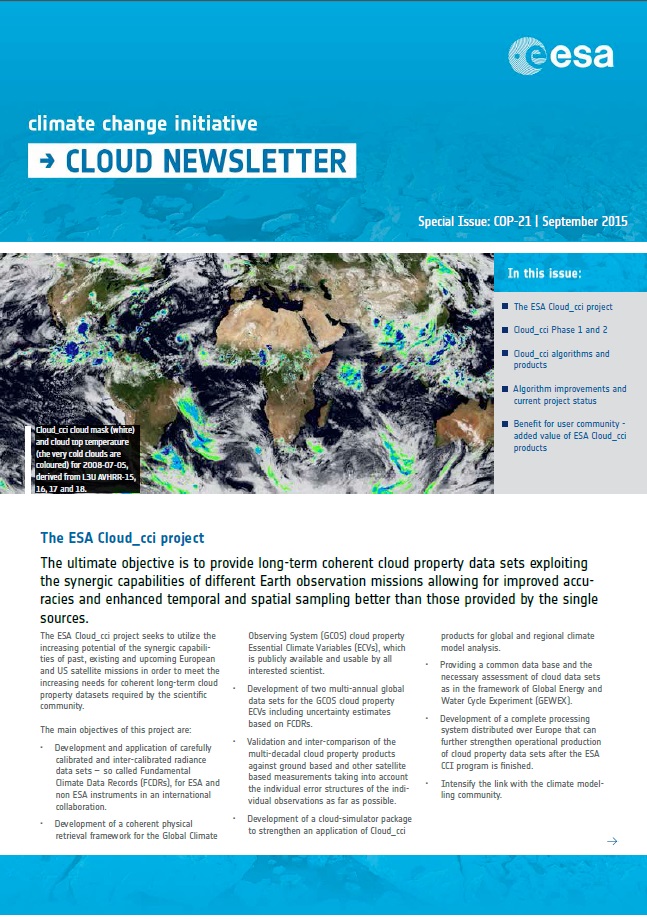 esa
climate change initiative
→ CLOUD NEWSLETTER
Special Issue: COP-21 | September 2015
Cloud_cci cloud mask (white)
and cloud top temperature
(the very cold clouds are
coloured) for 2008-07-05,
derived from L3U AVHRR-15,
16, 17 and 18.
In this issue:
■ The ESA Cloud_cci project
■ Cloud_cci Phase 1 and 2
■ Cloud_cci algorithms and
products
■ Algorithm improvements and
current project status
■ Benefit for user community -
added value of ESA Cloud_cci
products
The ESA Cloud_cci project
The ultimate objective is to provide long-term coherent cloud property data sets exploiting
the synergic capabilities of different Earth observation missions allowing for improved accu-
racies and enhanced temporal and spatial sampling better than those provided by the single
sources.
The ESA Cloud_cci project seeks to utilize the
increasing potential of the synergic capabili-
ties of past, existing and upcoming European
and US satellite missions in order to meet the
increasing needs for coherent long-term cloud
property datasets required by the scientific
community.
The main objectives of this project are:
· Development and application of carefully
calibrated and inter-calibrated radiance
data sets – so called Fundamental
Climate Data Records (FCDRs), for ESA and
non ESA instruments in an international
collaboration.
· Development of a coherent physical
retrieval framework for the Global Climate
Observing System (GCOS) cloud property
Essential Climate Variables (ECVs), which
is publicly available and usable by all
interested scientist.
· Development of two multi-annual global
data sets for the GCOS cloud property
ECVs including uncertainty estimates
based on FCDRs.
· Validation and inter-comparison of the
multi-decadal cloud property products
against ground based and other satellite
based measurements taking into account
the individual error structures of the indi-
vidual observations as far as possible.
· Development of a cloud-simulator package
to strengthen an application of Cloud_cci
products for global and regional climate
model analysis.
· Providing a common data base and the
necessary assessment of cloud data sets
as in the framework of Global Energy and
Water Cycle Experiment (GEWEX).
· Development of a complete processing
system distributed over Europe that can
further strengthen operational production
of cloud property data sets after the ESA
CCI program is finished.
· Intensify the link with the climate model-
ling community.
→